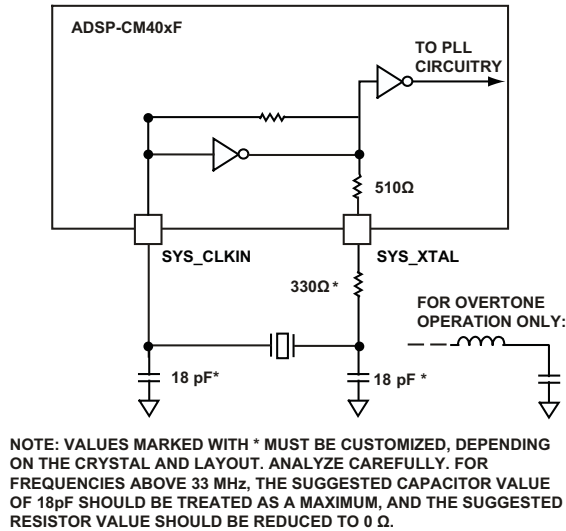 ADSP-CM40xF
TO PLL
CIRCUITRY
510Ω
SYS_CLKIN
SYS_XTAL
330Ω *
FOR OVERTONE
OPERATION ONLY:
18 pF*
18 pF *
NOTE: VALUES MARKED WITH * MUST BE CUSTOMIZED, DEPENDING
ON THE CRYSTAL AND LAYOUT. ANALYZE CAREFULLY. FOR
FREQUENCIES ABOVE 33 MHz, THE SUGGESTED CAPACITOR VALUE
OF 18pF SHOULD BE TREATED AS A MAXIMUM, AND THE SUGGESTED
RESISTOR VALUE SHOULD BE REDUCED TO 0 Ω.